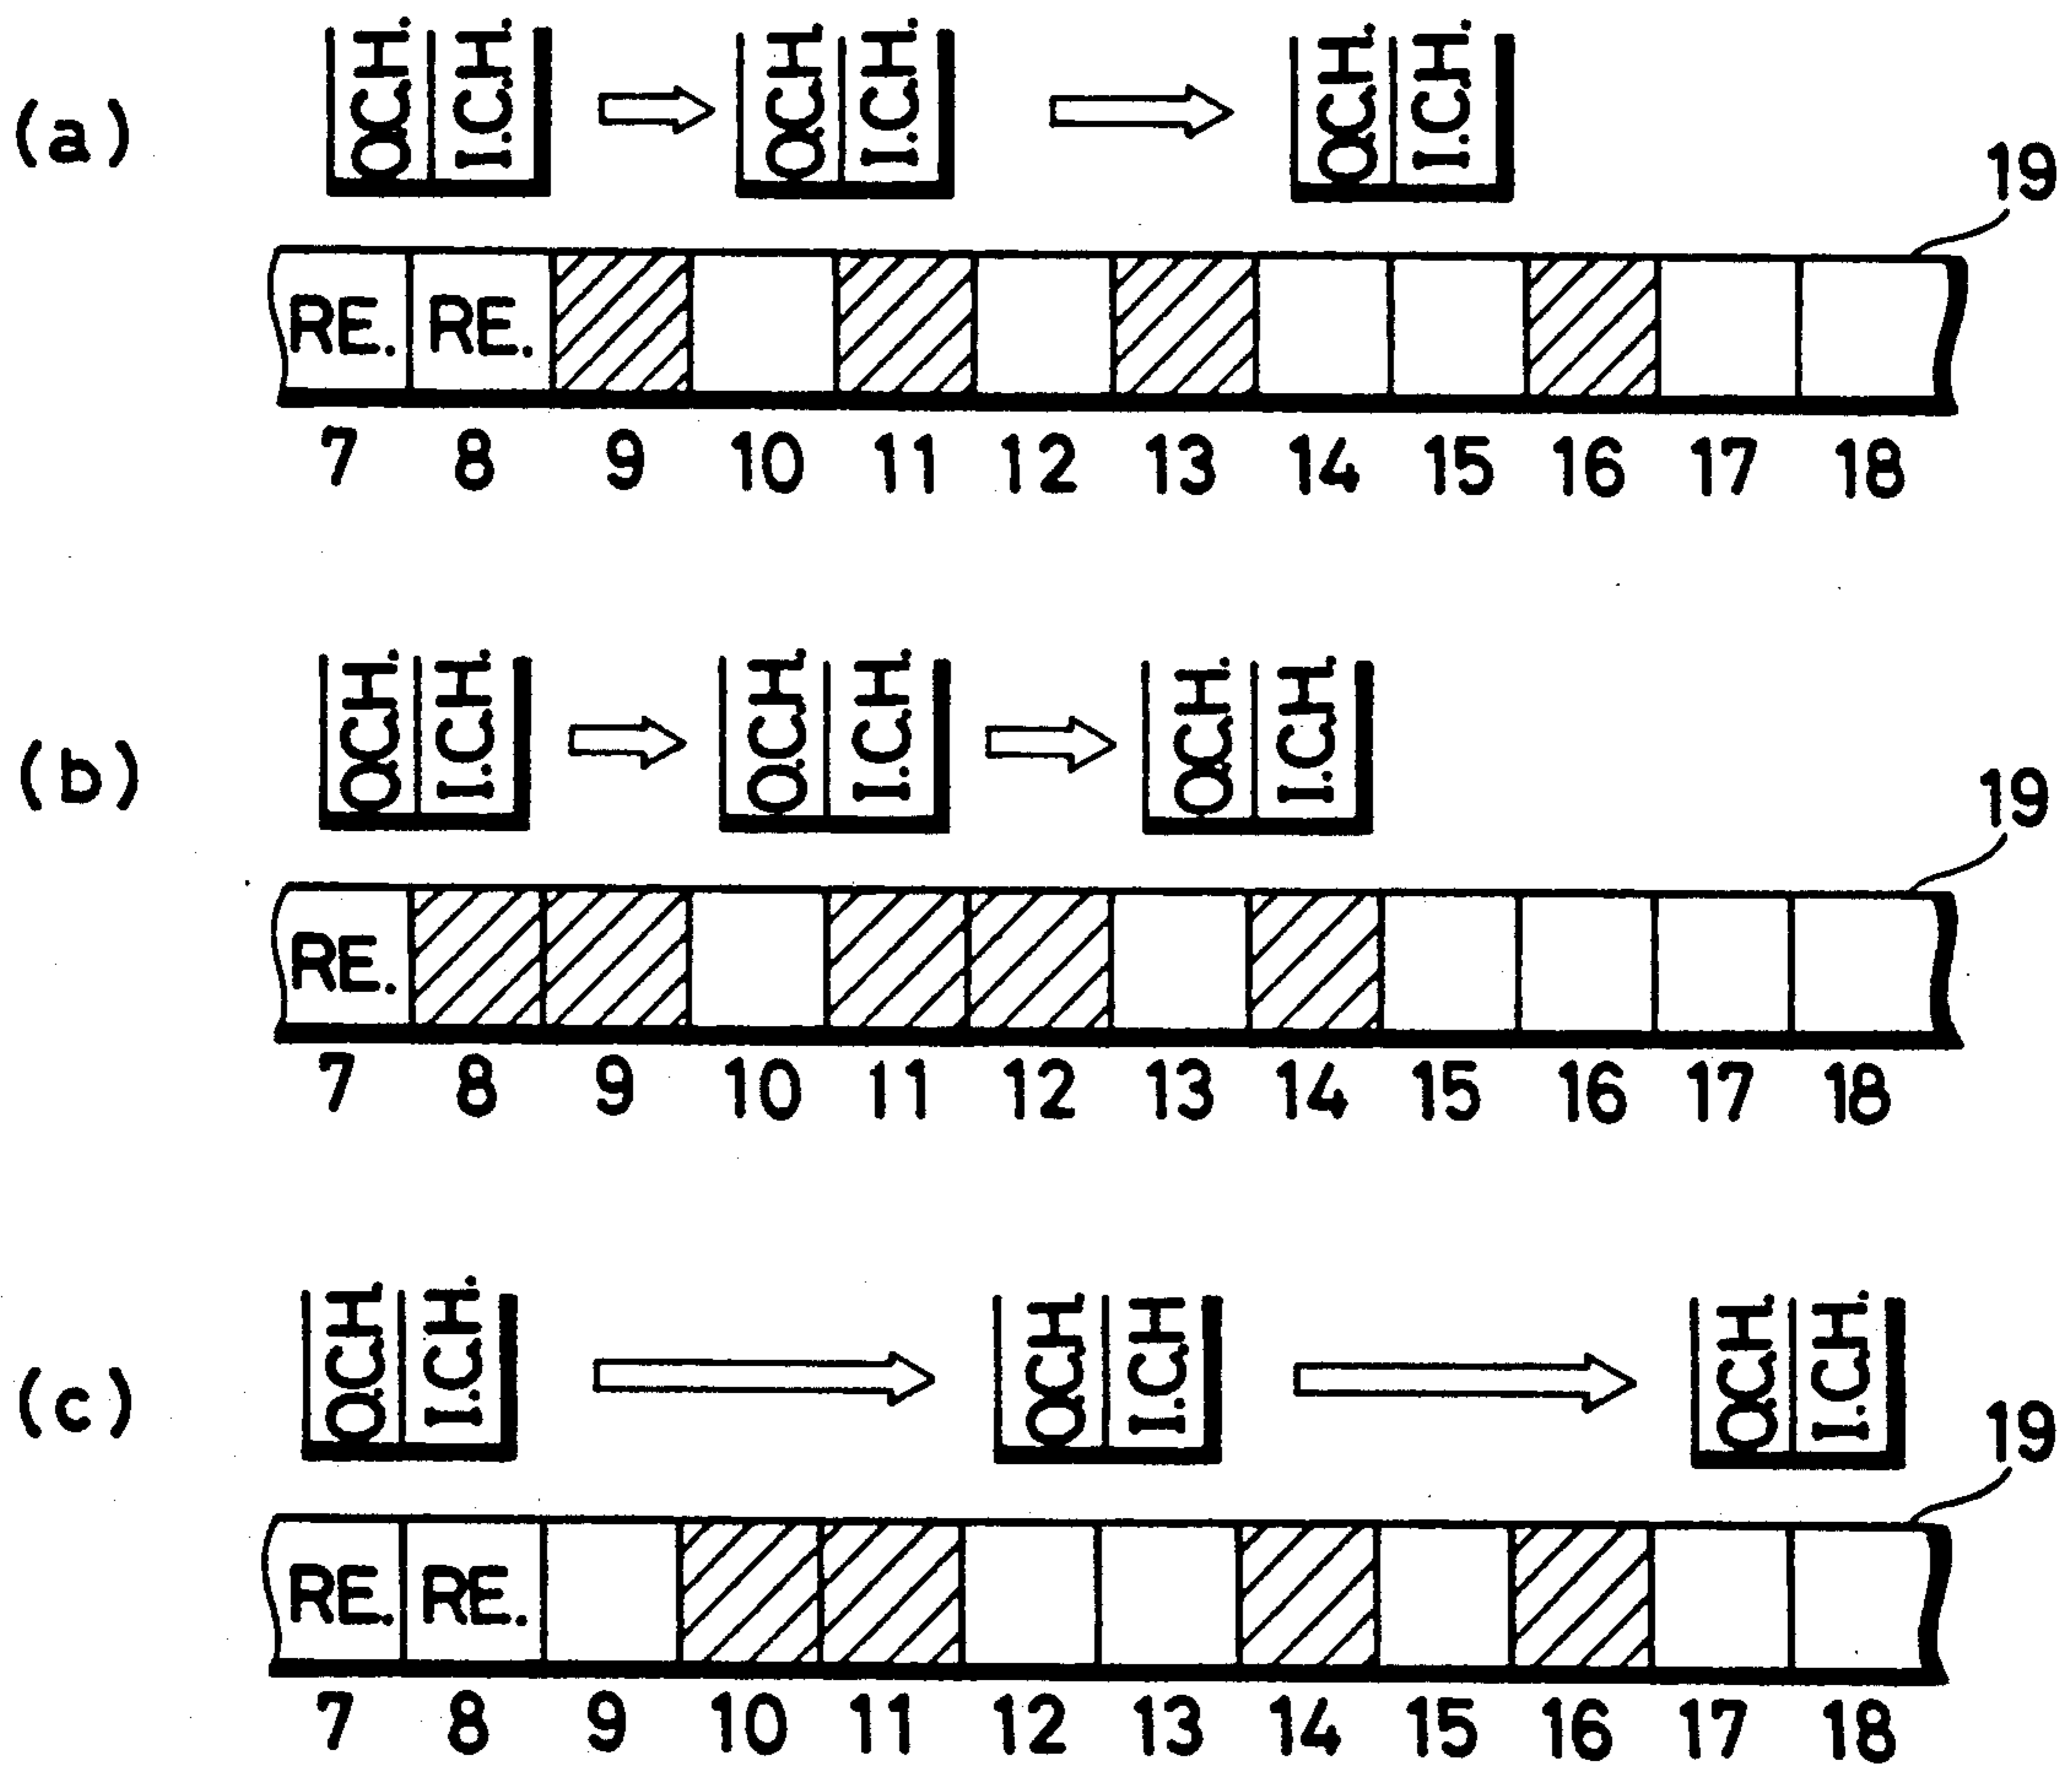 (a) O.C.H. I.C.H. O.C.H. I.C.H. O.C.H. I.C.H.
19
RE. RE.
7 8 9 10 11 12 13 14 15 16 17 18
(b) O.C.H. I.C.H. O.C.H. I.C.H. O.C.H. I.C.H.
19
RE.
7 8 9 10 11 12 13 14 15 16 17 18
(c) O.C.H. I.C.H. O.C.H. I.C.H. O.C.H. I.C.H.
19
RE. RE.
7 8 9 10 11 12 13 14 15 16 17 18